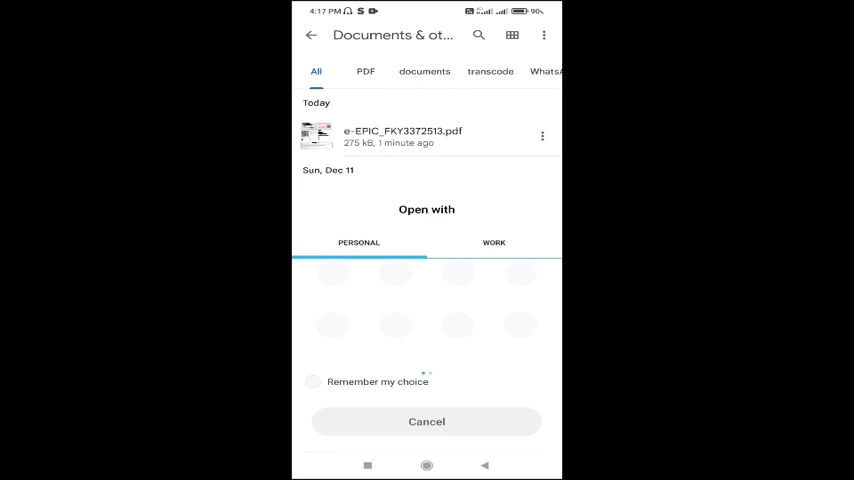 4:17 PM S 90%
Documents & ot...
All PDF documents transcode WhatsA
Today
e-EPIC_FKY3372513.pdf
275 kB, 1 minute ago
Sun, Dec 11
Open with
PERSONAL WORK
Remember my choice
Cancel